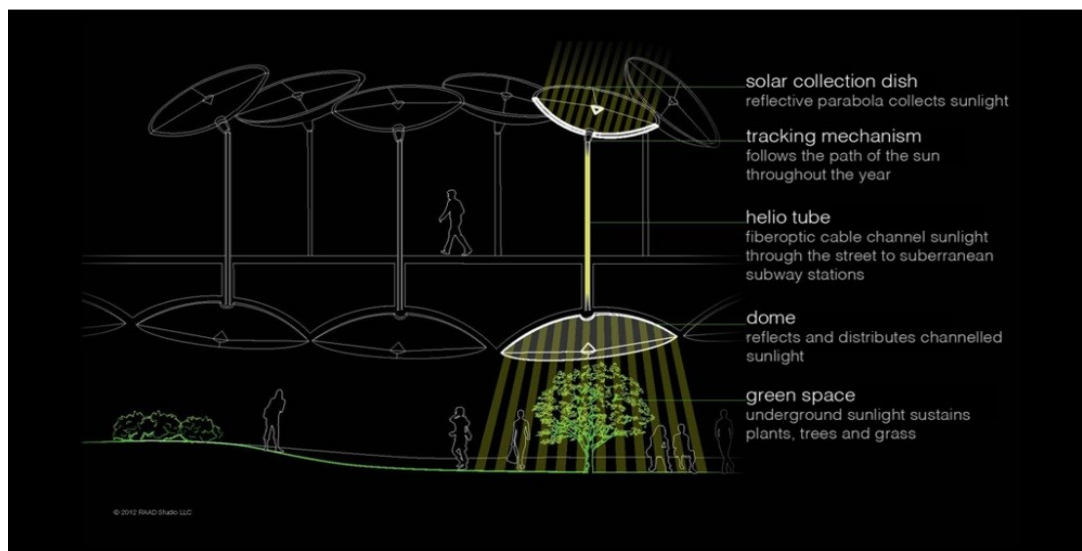 solar collection dish
reflective parabola collects sunlight
tracking mechanism
follows the path of the sun
throughout the year
helio tube
fiberoptic cable channel sunlight
through the street to suberranean
subway stations
dome
reflects and distributes channelled
sunlight
green space
underground sunlight sustains
plants, trees and grass
© 2012 RAAD Studio LLC